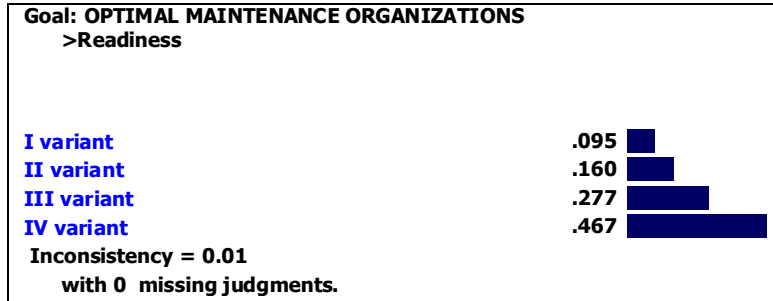 Goal: OPTIMAL MAINTENANCE ORGANIZATIONS
>Readiness
I variant .095
II variant .160
III variant .277
IV variant .467
Inconsistency = 0.01
with 0 missing judgments.